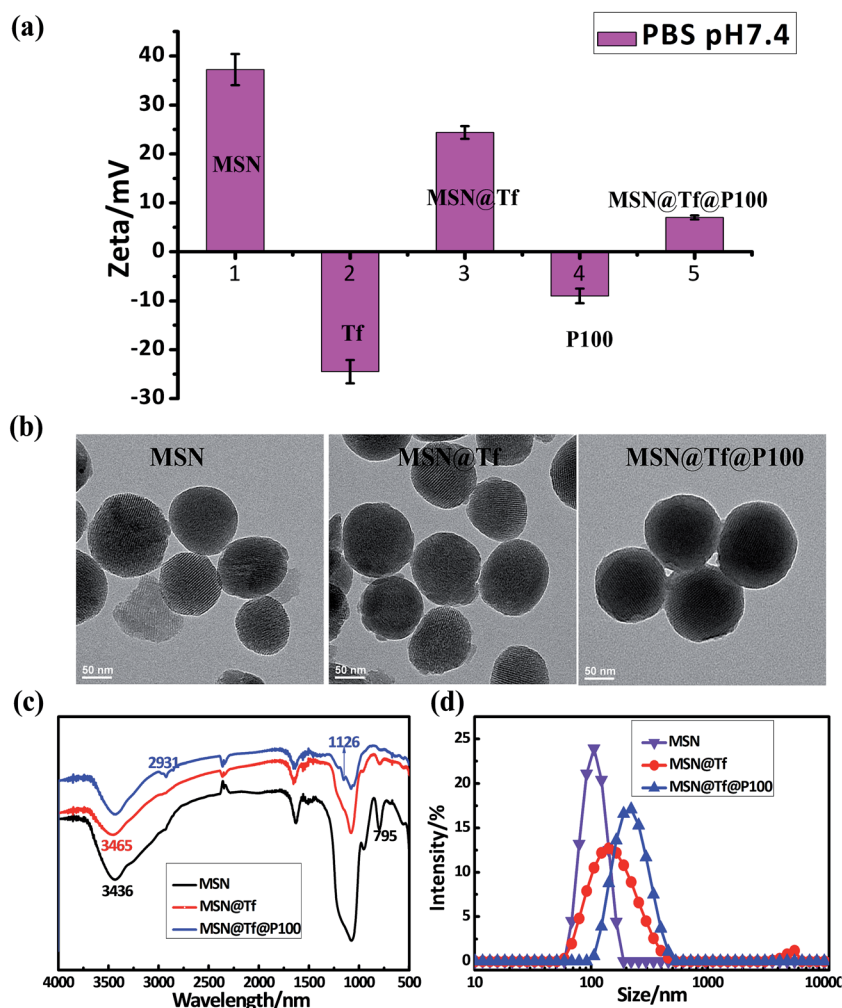 (a)
PBS pH7.4
Zeta/mV
40
30
20
10
0
-10
-20
-30
MSN
MSN@Tf
MSN@Tf@P100
1
2
3
4
5
Tf
P100
(b)
MSN
MSN@Tf
MSN@Tf@P100
50 nm
50 nm
50 nm
(c)
2931
1126
3465
3436
795
MSN
MSN@Tf
MSN@Tf@P100
4000 3500 3000 2500 2000 1500 1000 500
Wavelength/nm
(d)
MSN
MSN@Tf
MSN@Tf@P100
Intensity/%
25
20
15
10
5
0
10 100 1000 10000
Size/nm